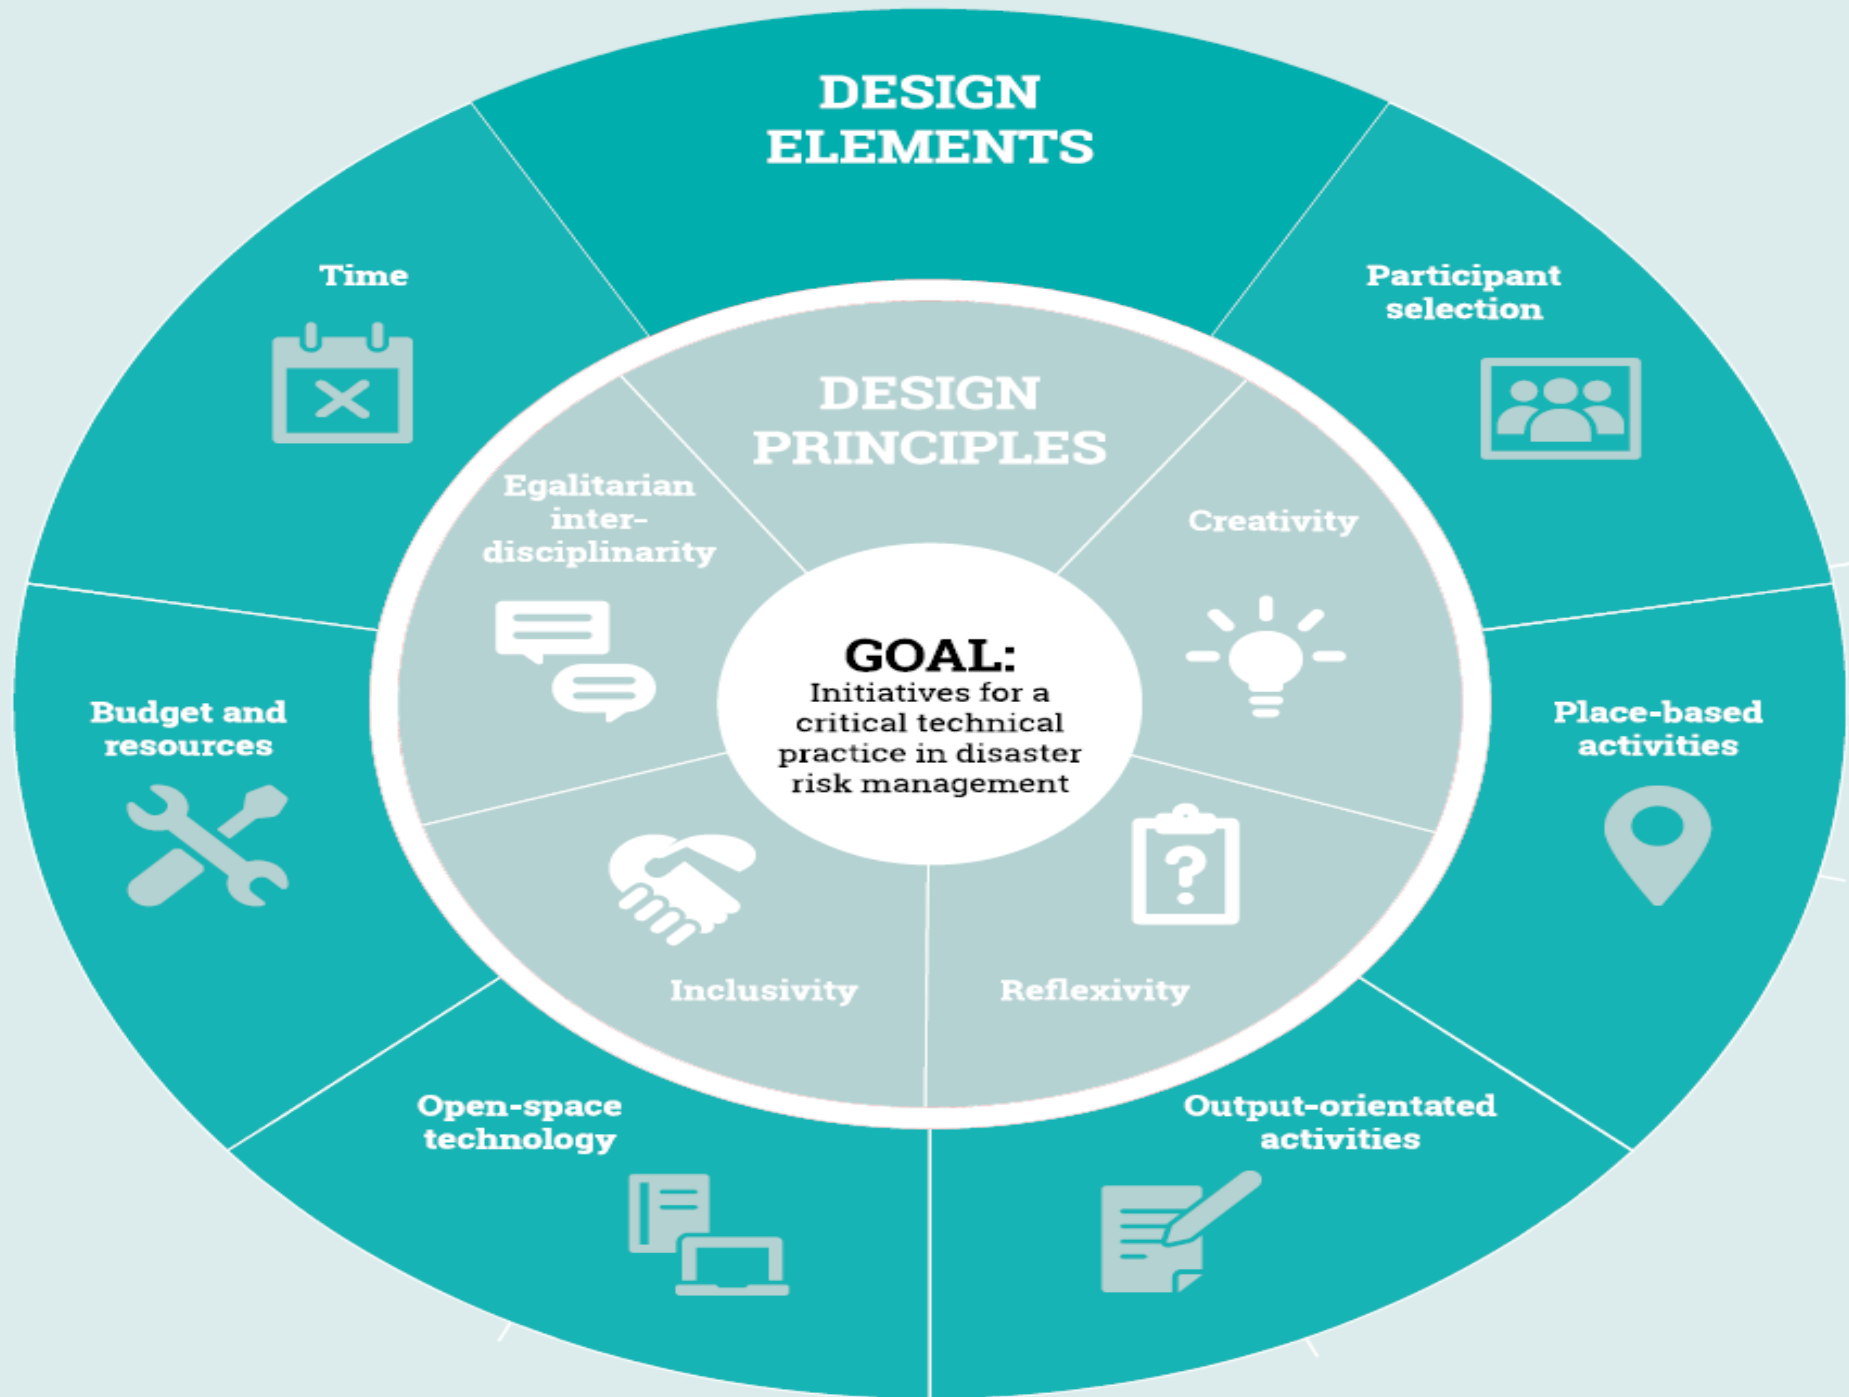 DESIGN
ELEMENTS
Time
Participant
selection
DESIGN
PRINCIPLES
Egalitarian
inter-
disciplinarity
Creativity
GOAL:
Initiatives for a
critical technical
practice in disaster
risk management
Budget and
resources
Place-based
activities
?
Inclusivity
Reflexivity
Open-space
technology
Output-orientated
activities